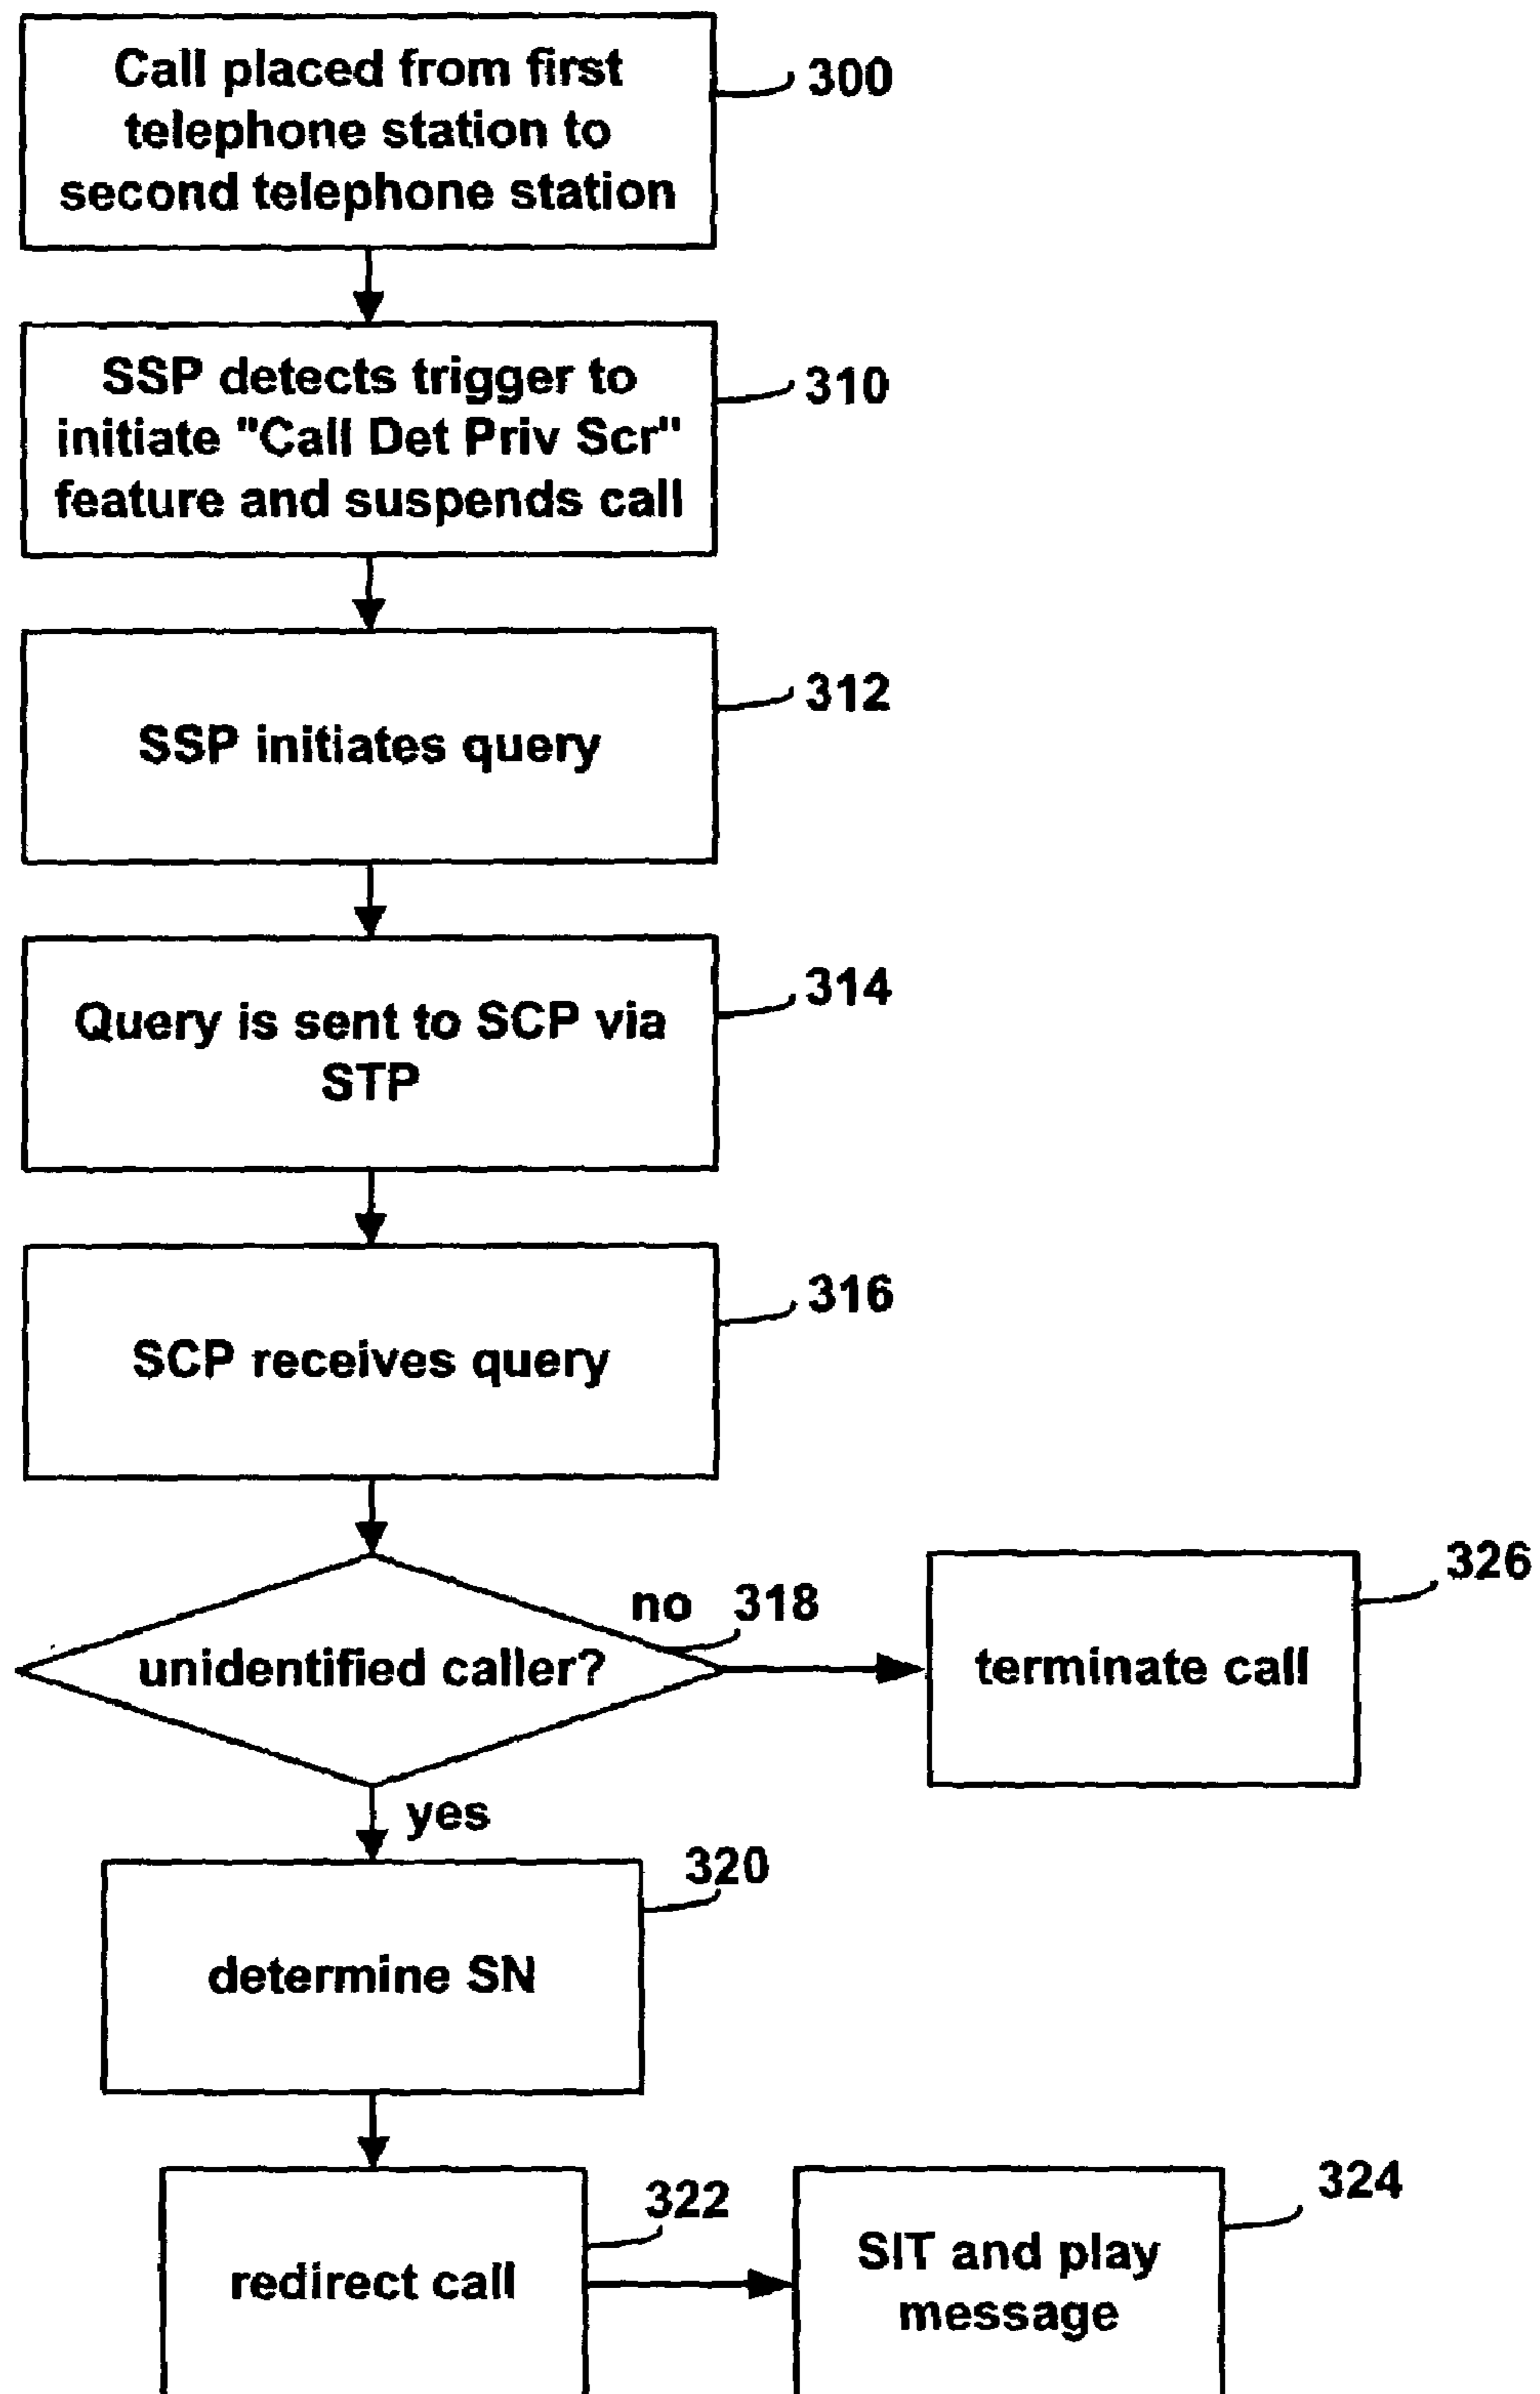 Call placed from first
telephone station to
second telephone station
300
SSP detects trigger to
initiate "Call Det Priv Scr"
feature and suspends call
310
SSP initiates query
312
Query is sent to SCP via
STP
314
SCP receives query
316
unidentified caller?
no
318
terminate call
326
yes
determine SN
320
redirect call
322
SIT and play
message
324